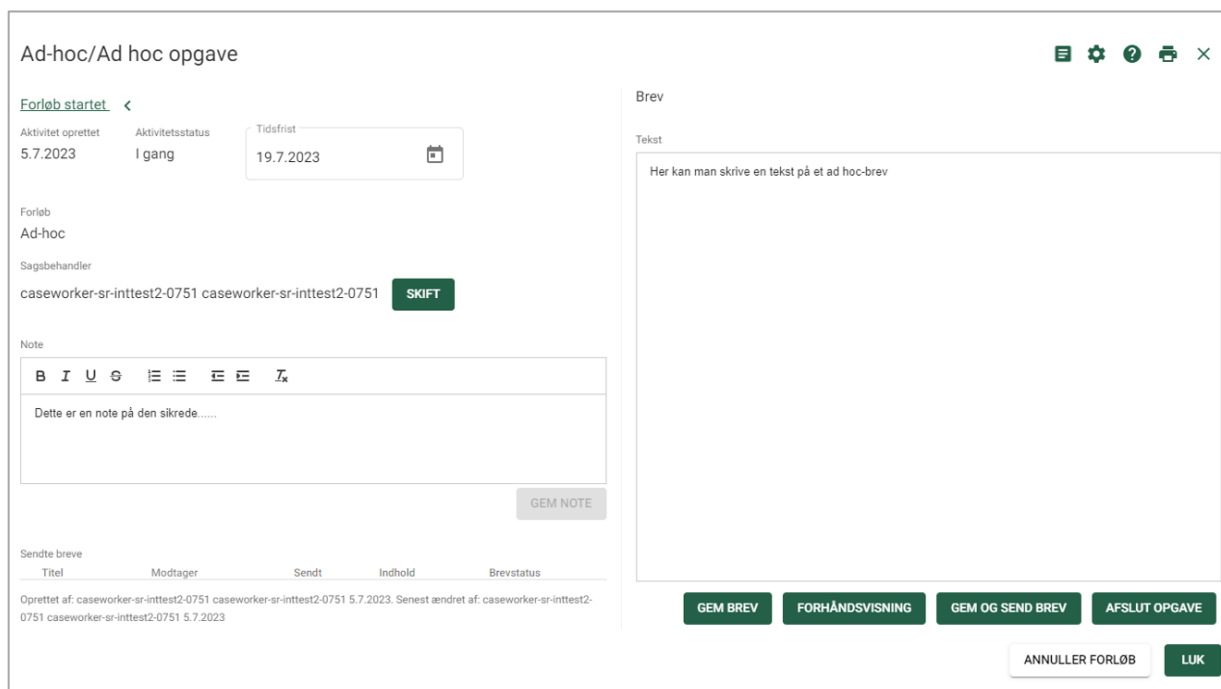 Ad-hoc/Ad hoc opgave
Forløb startet
Aktivitet oprettet
5.7.2023
Aktivitetsstatus
I gang
Tidsfrist
19.7.2023
Forløb
Ad-hoc
Sagsbehandler
caseworker-sr-inttest2-0751 caseworker-sr-inttest2-0751 SKIFT
Note
Dette er en note på den sikrede......
GEM NOTE
Sendte breve
Titel Modtager Sendt Indhold Brevstatus
Oprettet af: caseworker-sr-inttest2-0751 caseworker-sr-inttest2-0751 5.7.2023. Senest ændret af: caseworker-sr-inttest2-
0751 caseworker-sr-inttest2-0751 5.7.2023
Brev
Tekst
Her kan man skrive en tekst på et ad hoc-brev
GEM BREV FORHÅNDSVISNING GEM OG SEND BREV AFSLUT OPGAVE
ANNULLER FORLØB LUK